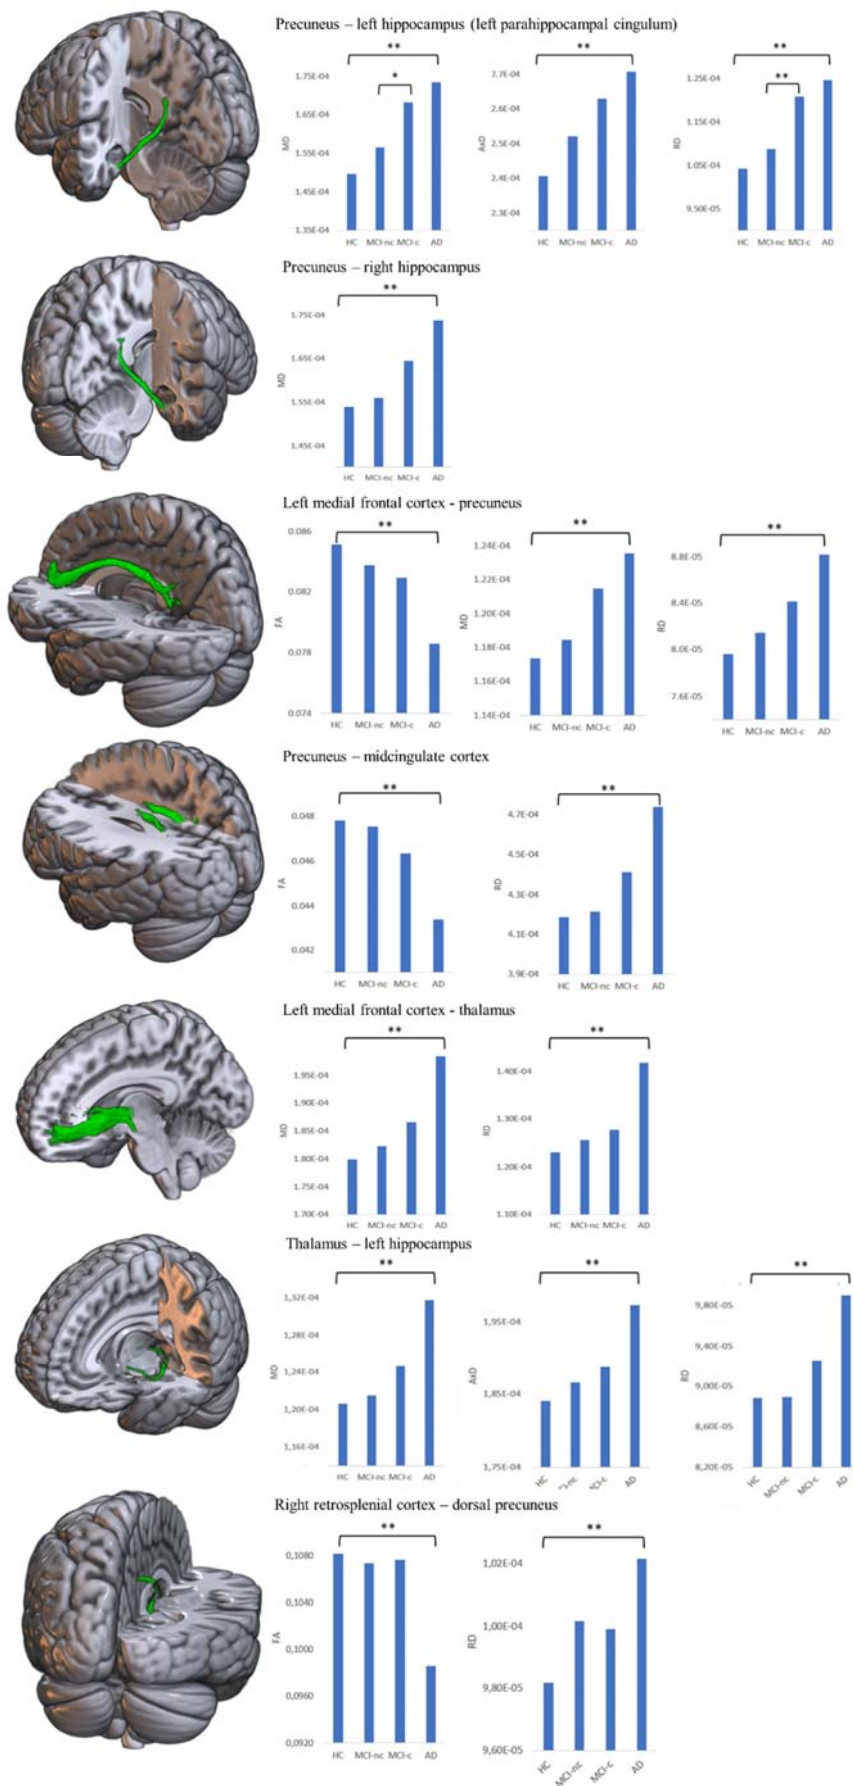 Precuneus – left hippocampus (left parahippocampal cingulum)
**
*
1.75E-04
1.65E-04
1.55E-04
1.45E-04
1.35E-04
MD
HC MCI-nc MCI-c AD
**
2.7E-04
2.6E-04
2.5E-04
2.4E-04
2.3E-04
AxD
HC MCI-nc MCI-c AD
**
**
1.25E-04
1.15E-04
1.05E-04
9.50E-05
RD
HC MCI-nc MCI-c AD
Precuneus – right hippocampus
**
1.75E-04
1.65E-04
1.55E-04
1.45E-04
MD
HC MCI-nc MCI-c AD
Left medial frontal cortex - precuneus
**
0.086
0.082
0.078
0.074
FA
HC MCI-nc MCI-c AD
**
1.24E-04
1.22E-04
1.20E-04
1.18E-04
1.16E-04
1.14E-04
MD
HC MCI-nc MCI-c AD
**
8.8E-05
8.4E-05
8.0E-05
7.6E-05
RD
HC MCI-nc MCI-c AD
Precuneus – midcingulate cortex
**
0.048
0.046
0.044
0.042
FA
HC MCI-nc MCI-c AD
**
4.7E-04
4.5E-04
4.3E-04
4.1E-04
3.9E-04
RD
HC MCI-nc MCI-c AD
Left medial frontal cortex - thalamus
**
1.95E-04
1.90E-04
1.85E-04
1.80E-04
1.75E-04
1.70E-04
MD
HC MCI-nc MCI-c AD
**
1.40E-04
1.30E-04
1.20E-04
1.10E-04
RD
HC MCI-nc MCI-c AD
Thalamus – left hippocampus
**
1,32E-04
1,28E-04
1,24E-04
1,20E-04
1,16E-04
MD
HC MCI-nc MCI-c AD
**
1,95E-04
1,85E-04
1,75E-04
AxD
HC AD
**
9,80E-05
9,40E-05
9,00E-05
8,60E-05
8,20E-05
RD
HC MCI-nc MCI-c AD
Right retrosplenial cortex – dorsal precuneus
**
0,1080
0,1040
0,1000
0,0960
0,0920
FA
HC MCI-nc MCI-c AD
**
1,02E-04
1,00E-04
9,80E-05
9,60E-05
RD
HC MCI-nc MCI-c AD